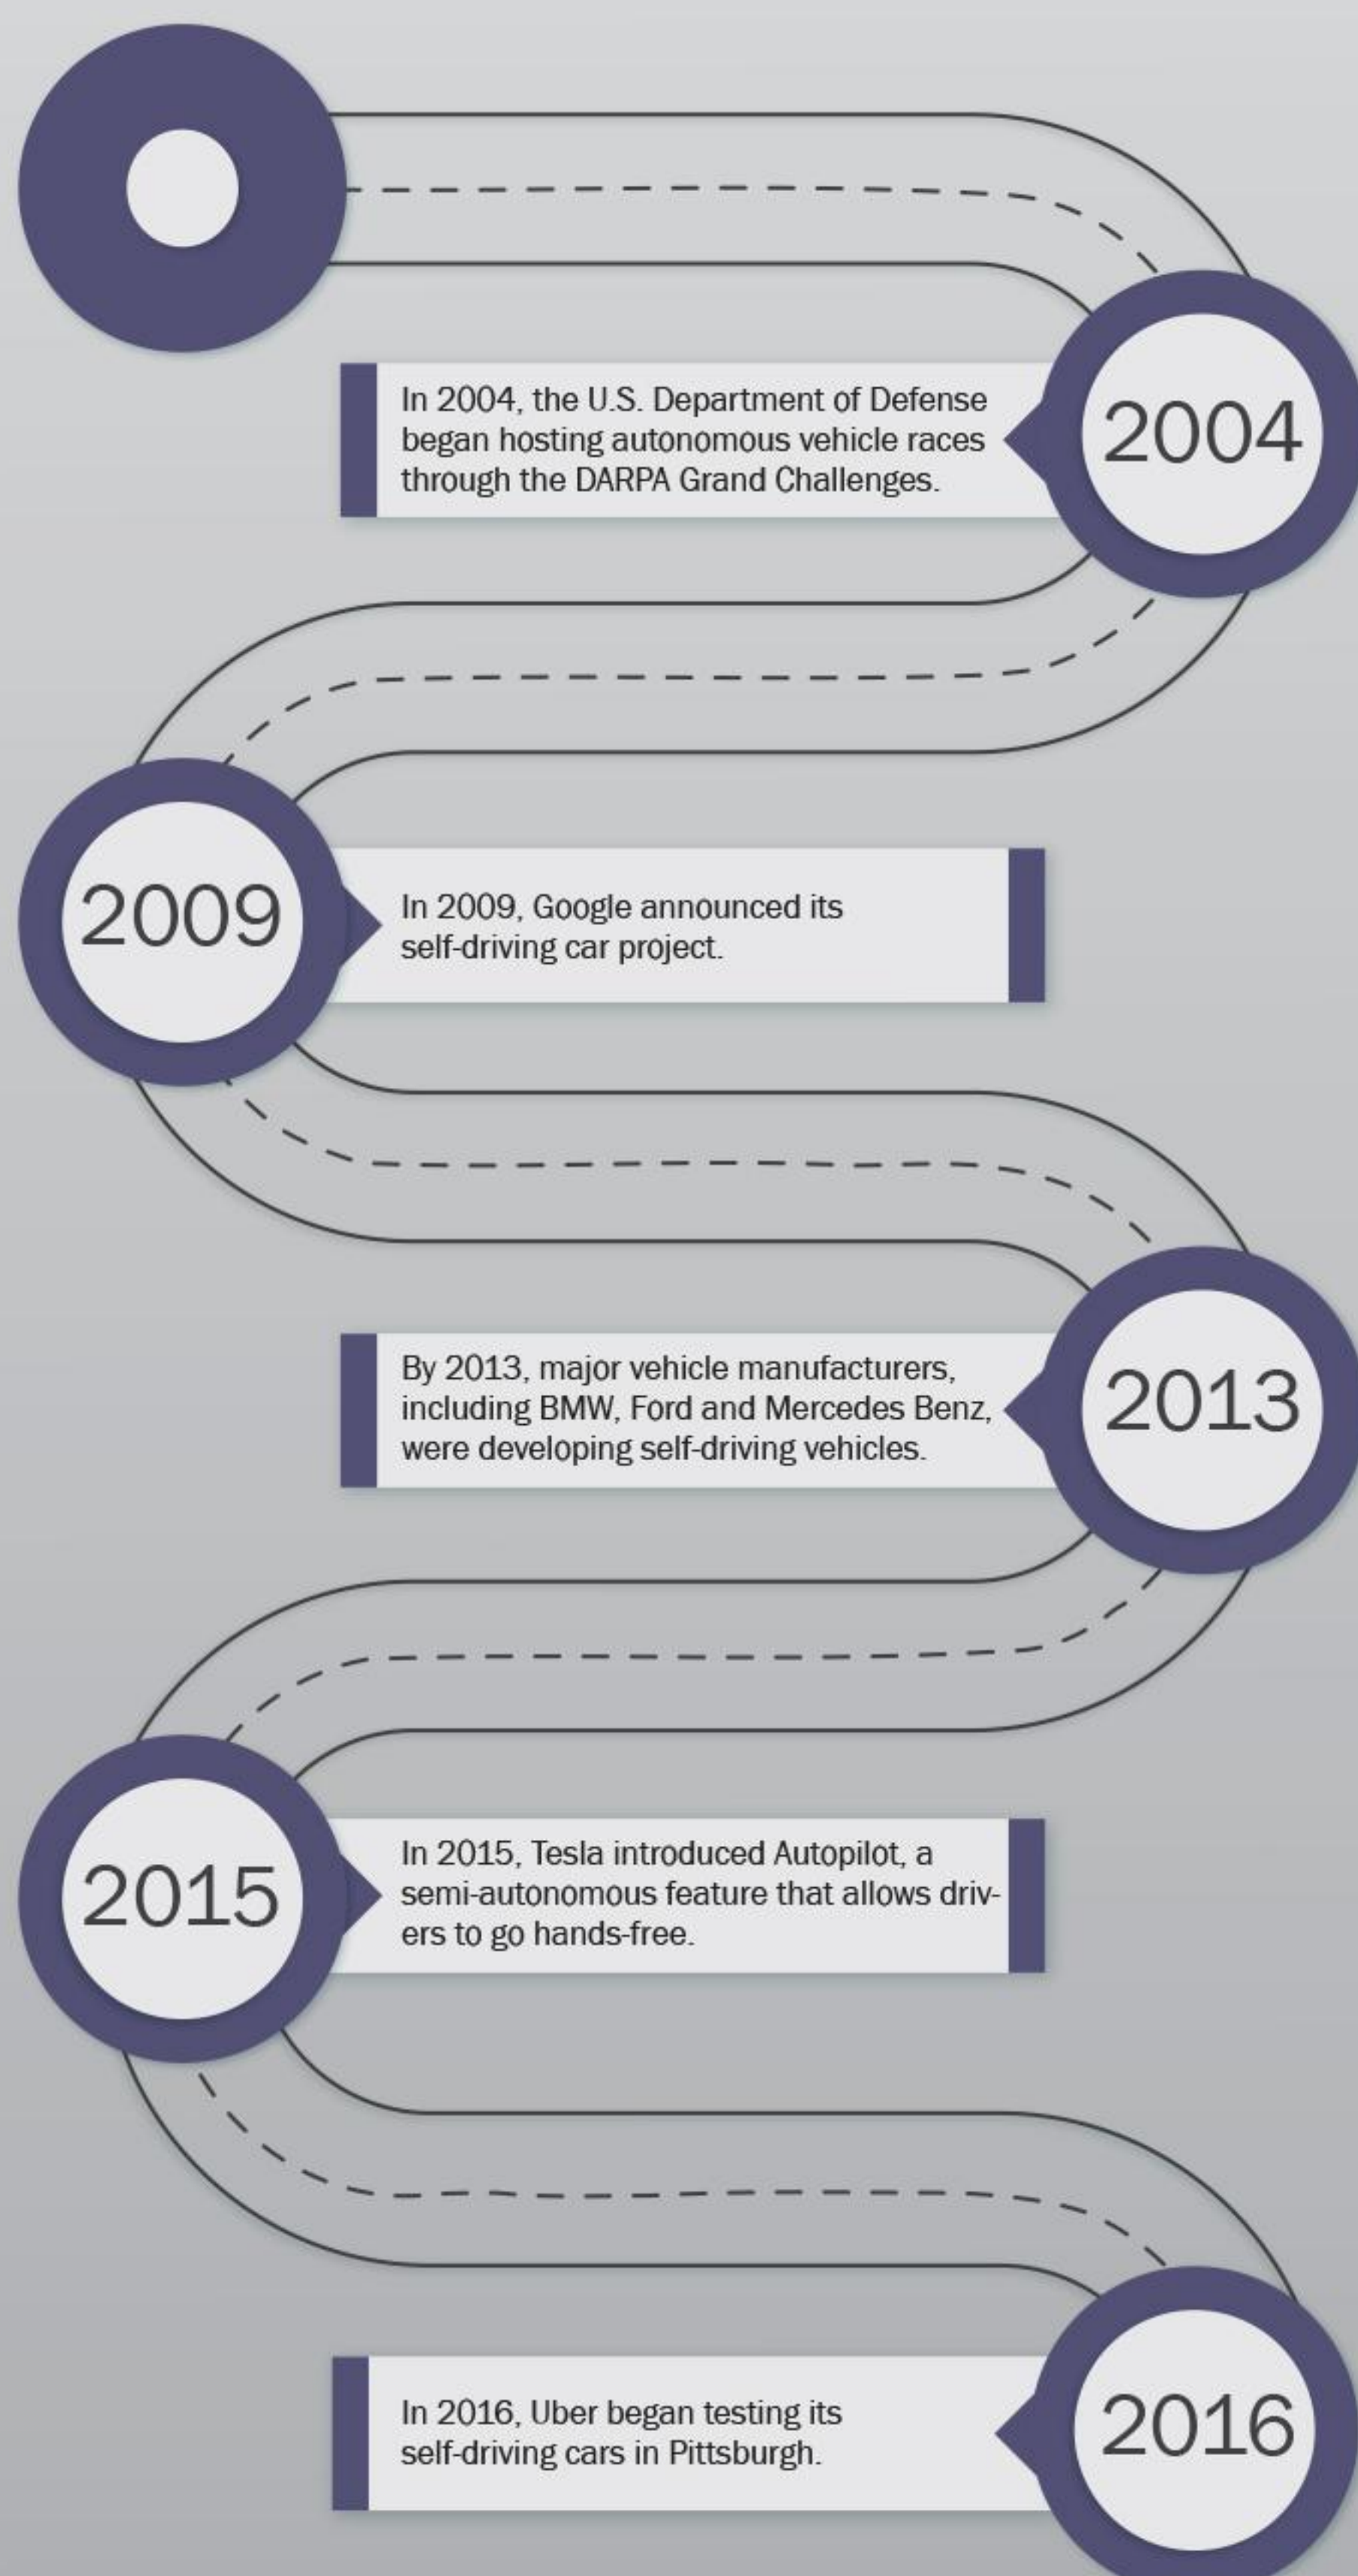 In 2004, the U.S. Department of Defense
began hosting autonomous vehicle races
through the DARPA Grand Challenges.
2004
2009
In 2009, Google announced its
self-driving car project.
By 2013, major vehicle manufacturers,
including BMW, Ford and Mercedes Benz,
were developing self-driving vehicles.
2013
2015
In 2015, Tesla introduced Autopilot, a
semi-autonomous feature that allows driv-
ers to go hands-free.
In 2016, Uber began testing its
self-driving cars in Pittsburgh.
2016